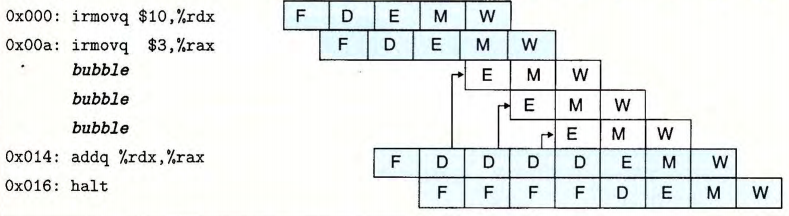 0x000: irmovq $10,%rdx F D E M W
0x00a: irmovq $3,%rax F D E M W
bubble E M W
bubble E M W
bubble E M W
0x014: addq %rdx,%rax F D D D D E M W
0x016: halt F F F F D E M W